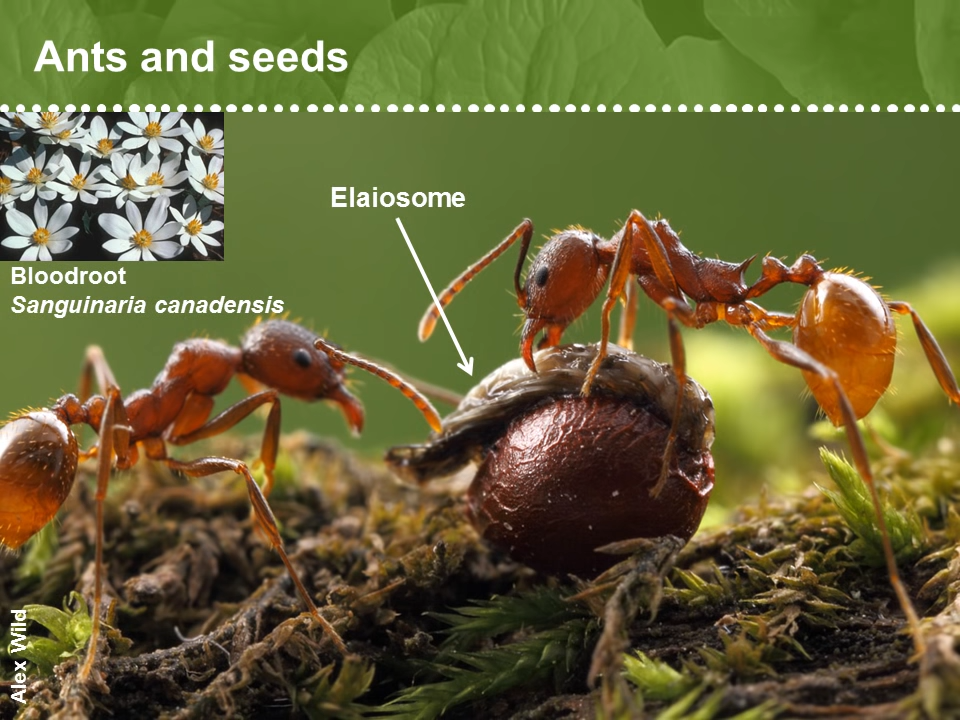 Ants and seeds
Elaiosome
Bloodroot
Sanguinaria canadensis
Alex Wild